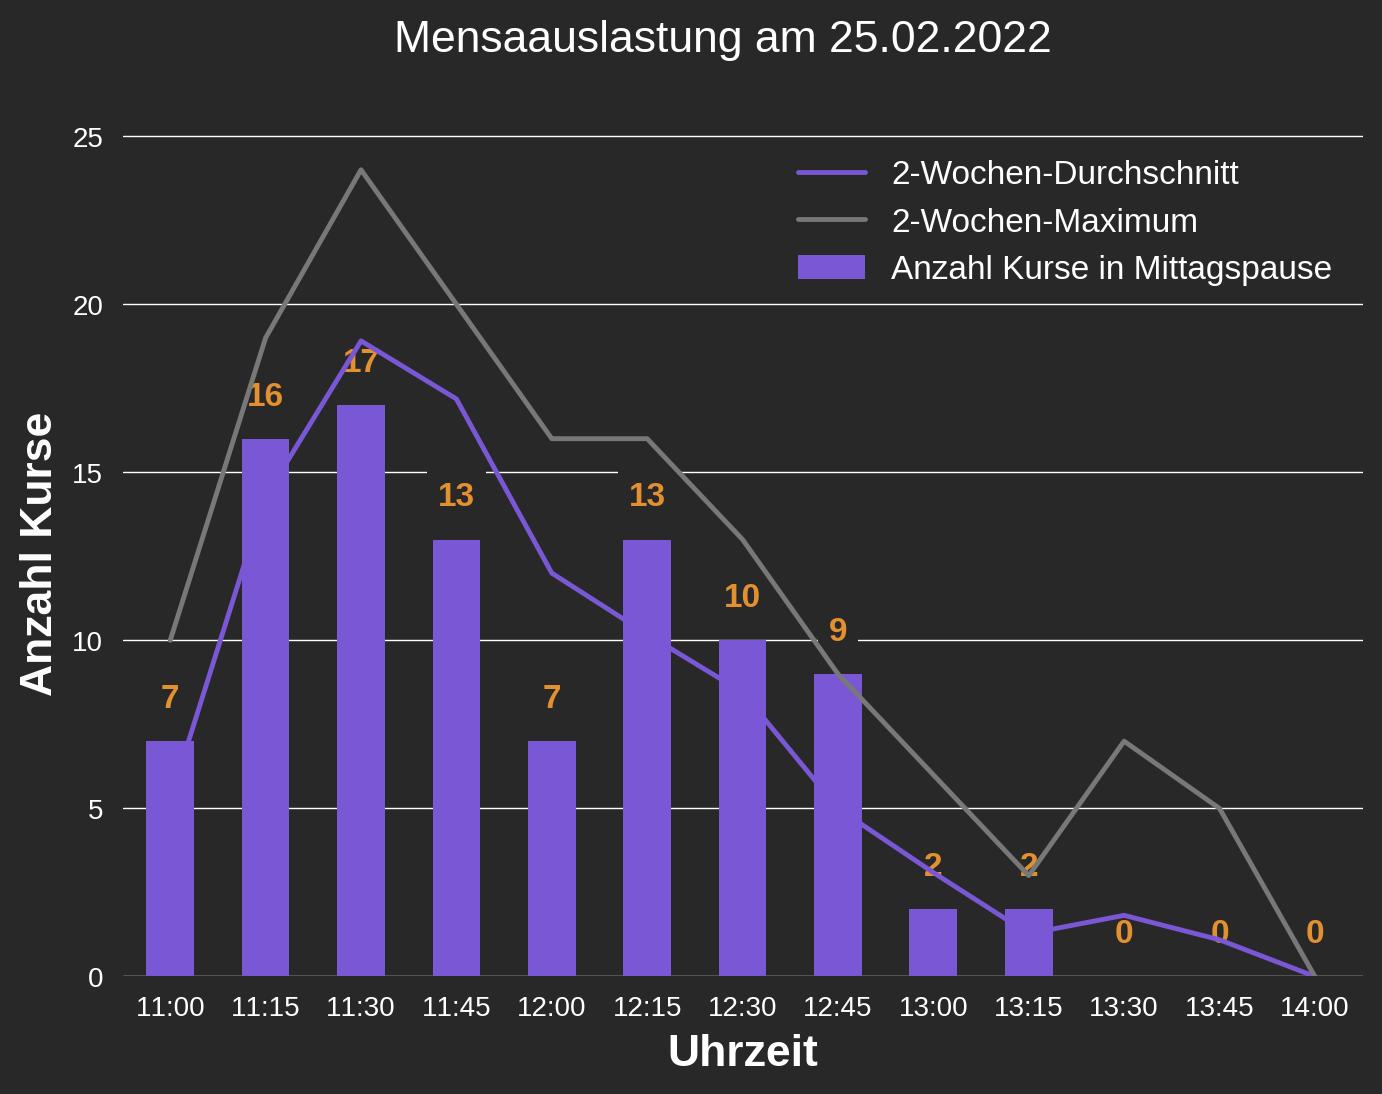 Mensaauslastung am 25.02.2022
25
20
15
10
5
0
Anzahl Kurse
2-Wochen-Durchschnitt
2-Wochen-Maximum
Anzahl Kurse in Mittagspause
7
16
17
13
7
13
10
9
2
2
0
0
0
11:00 11:15 11:30 11:45 12:00 12:15 12:30 12:45 13:00 13:15 13:30 13:45 14:00
Uhrzeit